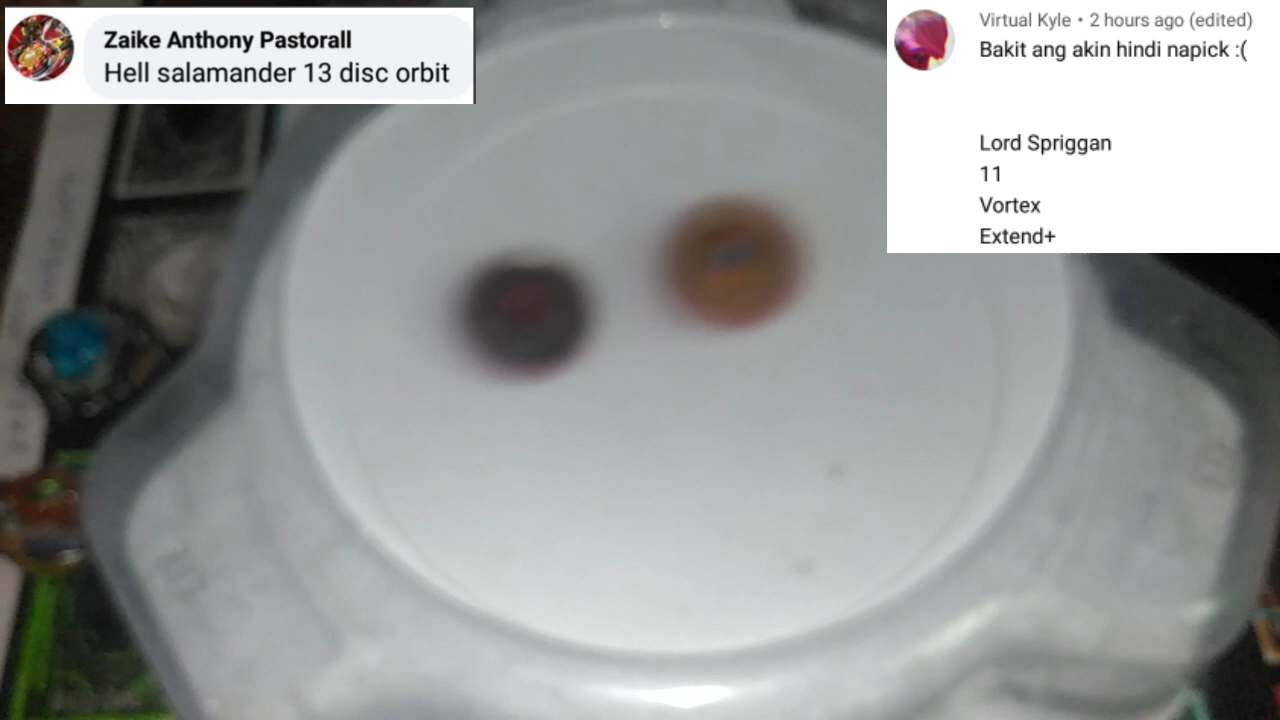 Zaike Anthony Pastorall
Hell salamander 13 disc orbit
Virtual Kyle • 2 hours ago (edited)
Bakit ang akin hindi napick :(
Lord Spriggan
11
Vortex
Extend+